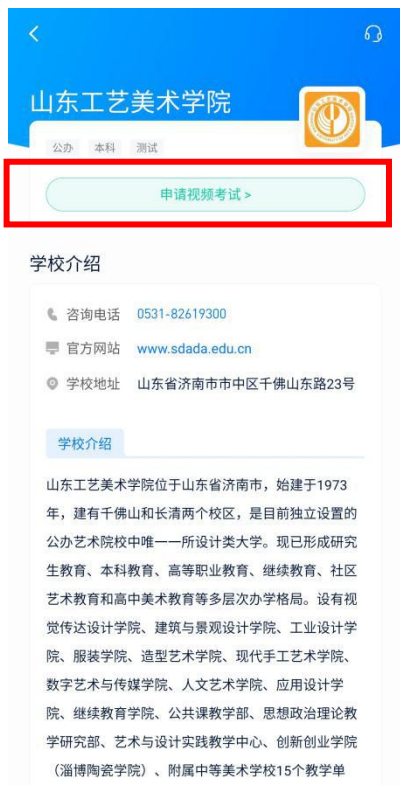 山东工艺美术学院
公办 本科 测试
申请视频考试 >
学校介绍
咨询电话 0531-82619300
官方网站 www.sdada.edu.cn
学校地址 山东省济南市市中区千佛山东路23号
学校介绍
山东工艺美术学院位于山东省济南市，始建于1973
年，建有千佛山和长清两个校区，是目前独立设置的
公办艺术院校中唯一一所设计类大学。现已形成研究
生教育、本科教育、高等职业教育、继续教育、社区
艺术教育和高中美术教育等多层次办学格局。设有视
觉传达设计学院、建筑与景观设计学院、工业设计学
院、服装学院、造型艺术学院、现代手工艺术学院、
数字艺术与传媒学院、人文艺术学院、应用设计学
院、继续教育学院、公共课教学部、思想政治理论教
学研究部、艺术与设计实践教学中心、创新创业学院
（淄博陶瓷学院）、附属中等美术学校15个教学单